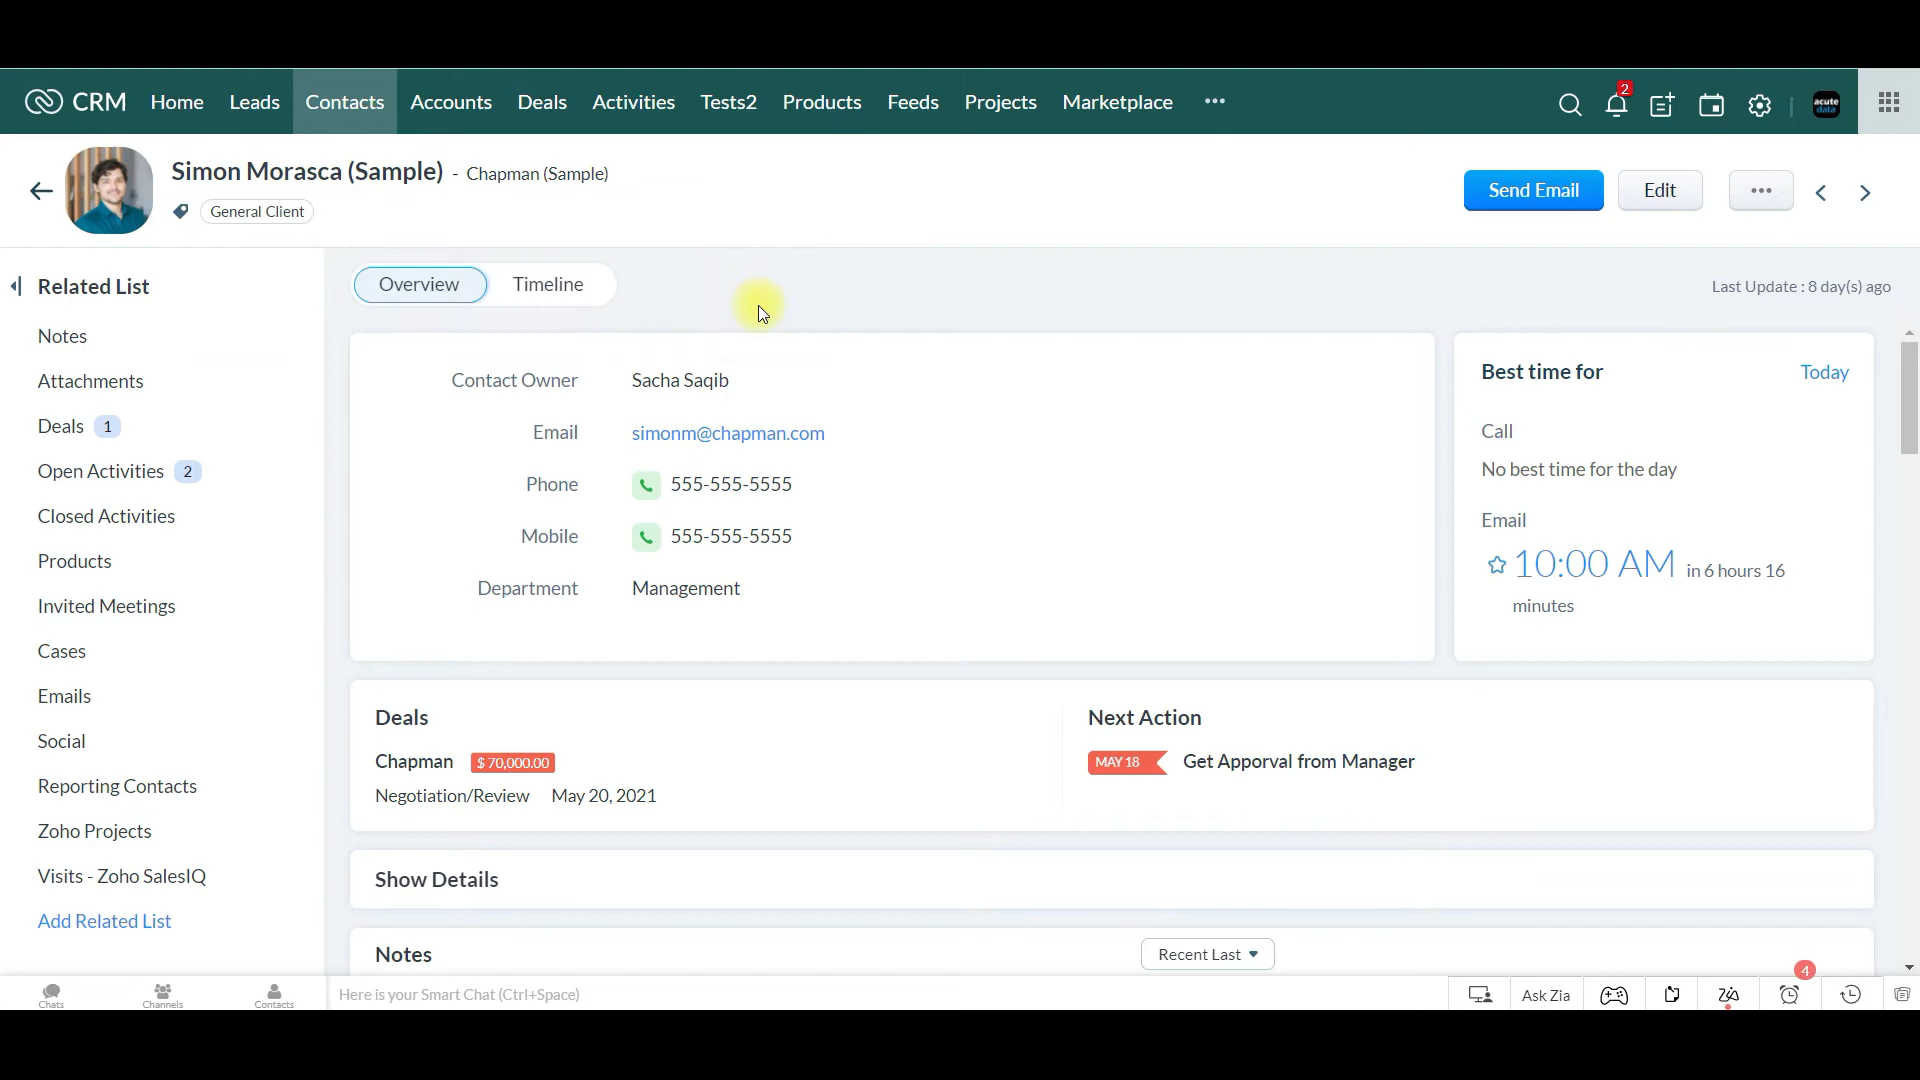 CRM Home Leads Contacts Accounts Deals Activities Tests2 Products Feeds Projects Marketplace ••• 2 acute data
Simon Morasca (Sample) - Chapman (Sample)
General Client
Send Email Edit •••
Related List
Notes
Attachments
Deals 1
Open Activities 2
Closed Activities
Products
Invited Meetings
Cases
Emails
Social
Reporting Contacts
Zoho Projects
Visits - Zoho SalesIQ
Add Related List
Overview Timeline
Last Update : 8 day(s) ago
Contact Owner Sacha Saqib
Email simonm@chapman.com
Phone 555-555-5555
Mobile 555-555-5555
Department Management
Best time for Today
Call
No best time for the day
Email
10:00 AM in 6 hours 16
minutes
Deals
Chapman $ 70,000.00
Negotiation/Review May 20, 2021
Next Action
MAY 18 Get Apporval from Manager
Show Details
Notes Recent Last
4
Chats Channels Contacts Here is your Smart Chat (Ctrl+Space) Ask Zia